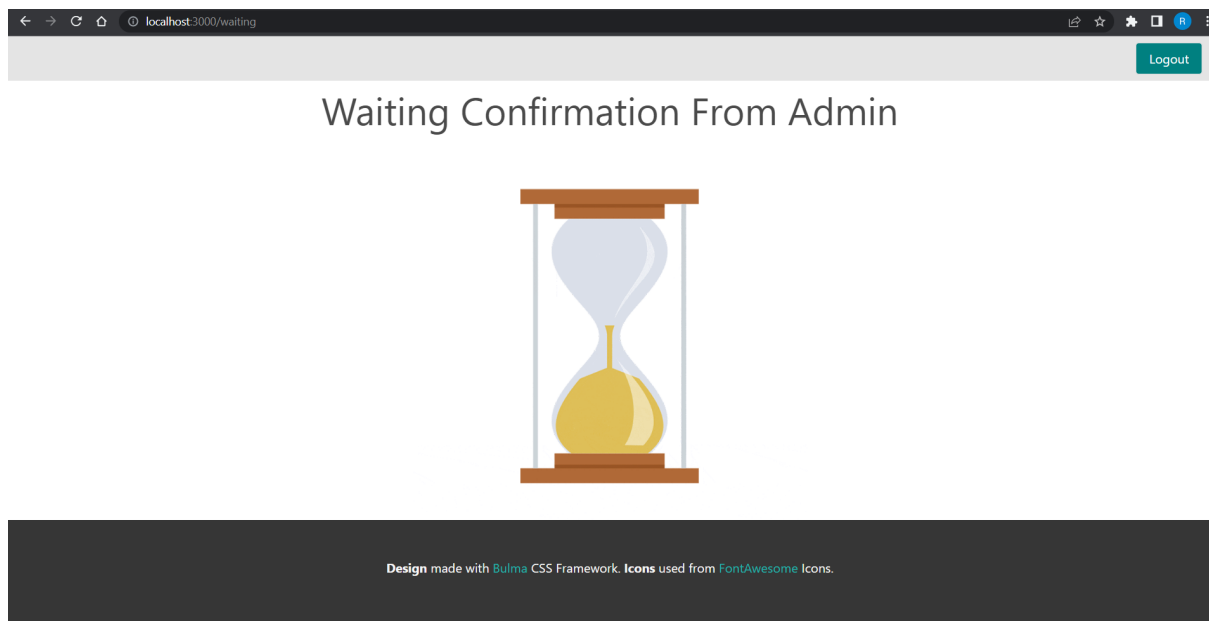 localhost:3000/waiting
R
Logout
Waiting Confirmation From Admin
Design made with Bulma CSS Framework. Icons used from FontAwesome Icons.